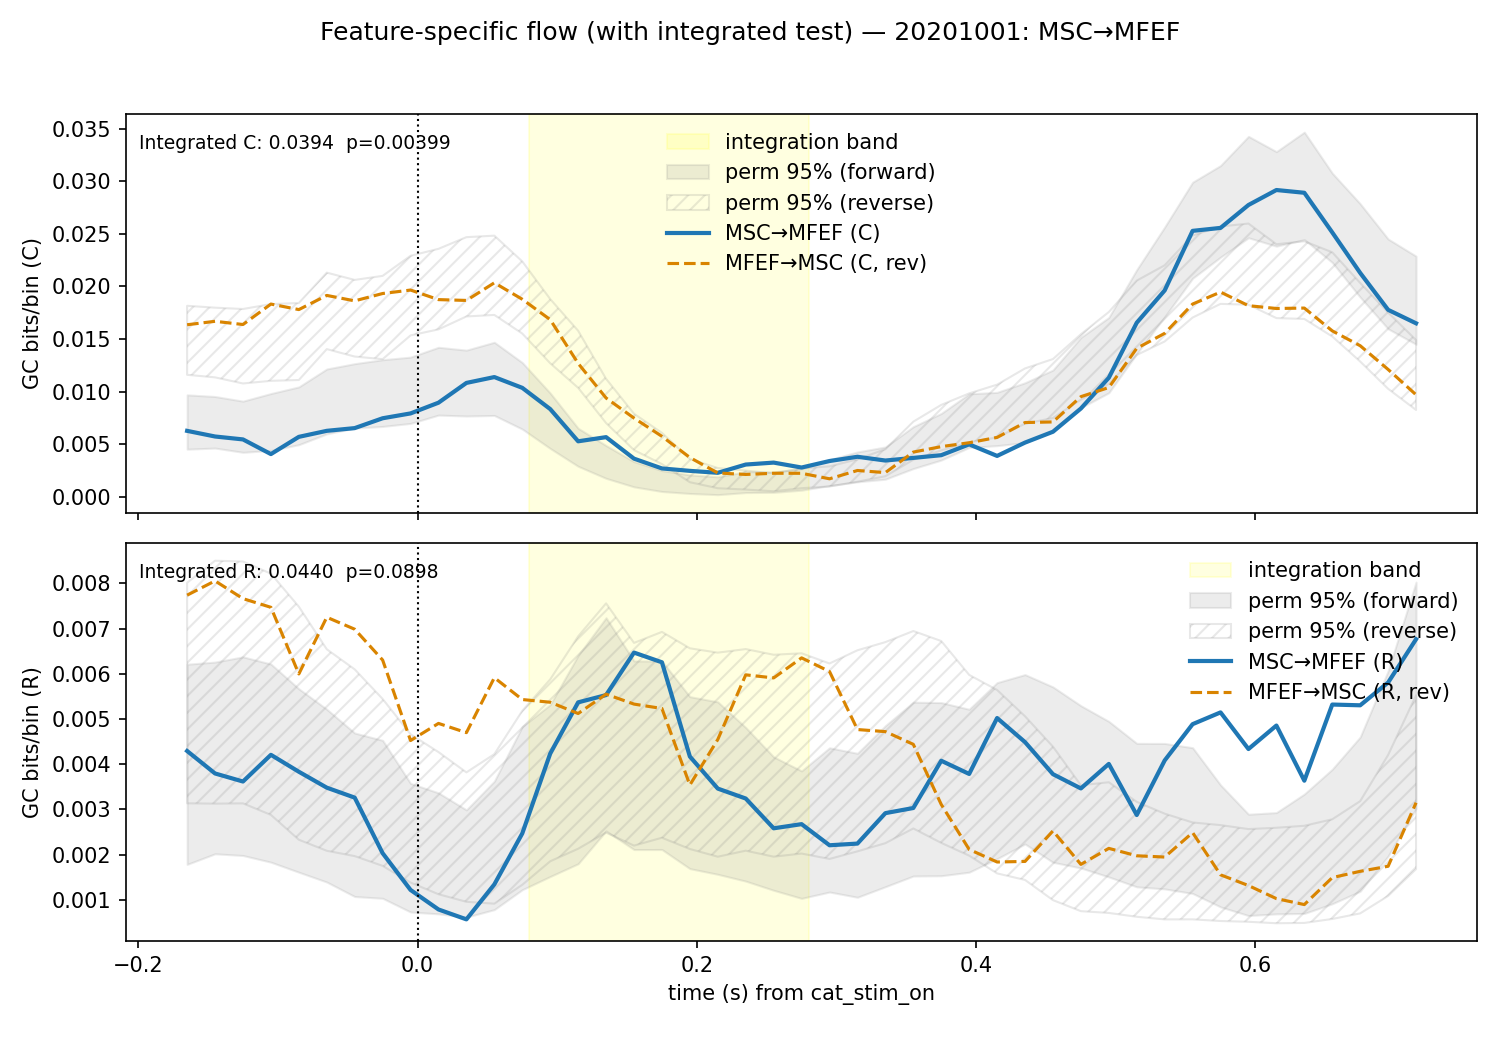 Feature-specific flow (with integrated test) — 20201001: MSC→MFEF
Integrated C: 0.0394  p=0.00399
integration band
perm 95% (forward)
perm 95% (reverse)
MSC→MFEF (C)
MFEF→MSC (C, rev)
GC bits/bin (C)
0.035
0.030
0.025
0.020
0.015
0.010
0.005
0.000
Integrated R: 0.0440  p=0.0898
integration band
perm 95% (forward)
perm 95% (reverse)
MSC→MFEF (R)
MFEF→MSC (R, rev)
GC bits/bin (R)
0.008
0.007
0.006
0.005
0.004
0.003
0.002
0.001
−0.2 0.0 0.2 0.4 0.6
time (s) from cat_stim_on